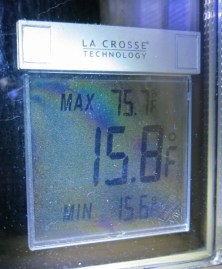 LA CROSSE
TECHNOLOGY
MAX 75.7°F
15.8°F
MIN 15.6°F